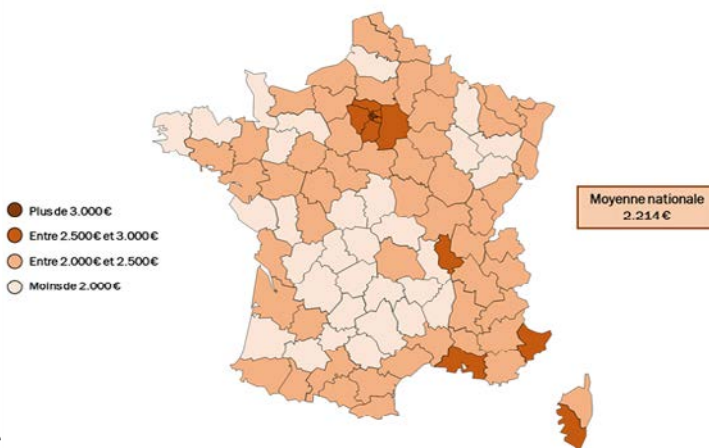 Plus de 3.000 €
Entre 2.500€ et 3.000 €
Entre 2.000€ et 2.500€
Moins de 2.000 €
Moyenne nationale
2.214 €